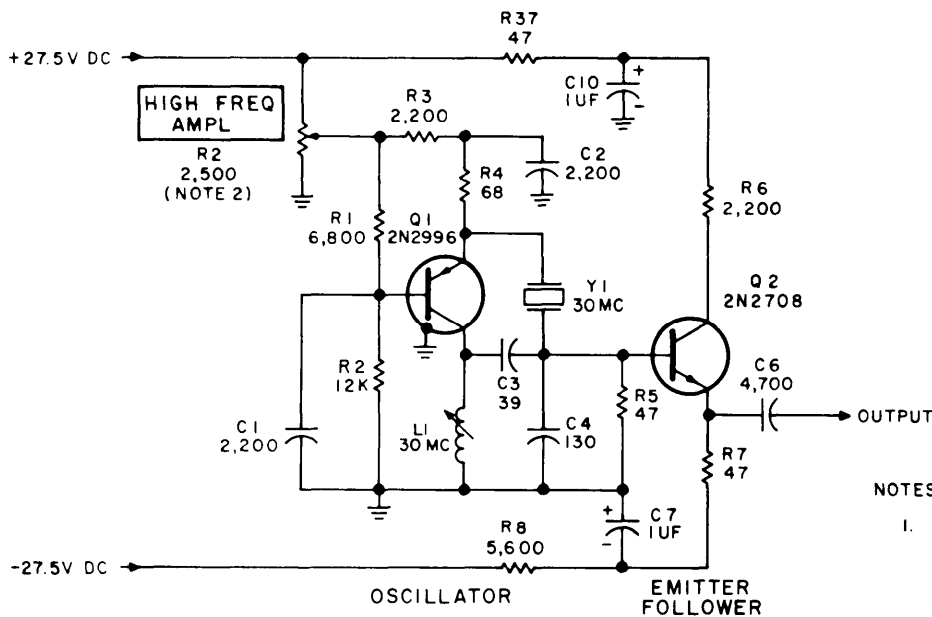 R37
47
+27.5V DC
C10
1UF
+
-
HIGH FREQ
AMPL
R2
2,500
(NOTE 2)
R3
2,200
C2
2,200
R4
68
R6
2,200
R1
6,800
Q1
2N2996
Y1
30MC
Q2
2N2708
R2
12K
C3
39
R5
47
C6
4,700
OUTPUT
C1
2,200
L1
30MC
C4
130
R7
47
NOTES
1.
+
-
C7
1UF
R8
5,600
-27.5V DC
OSCILLATOR
EMITTER
FOLLOWER